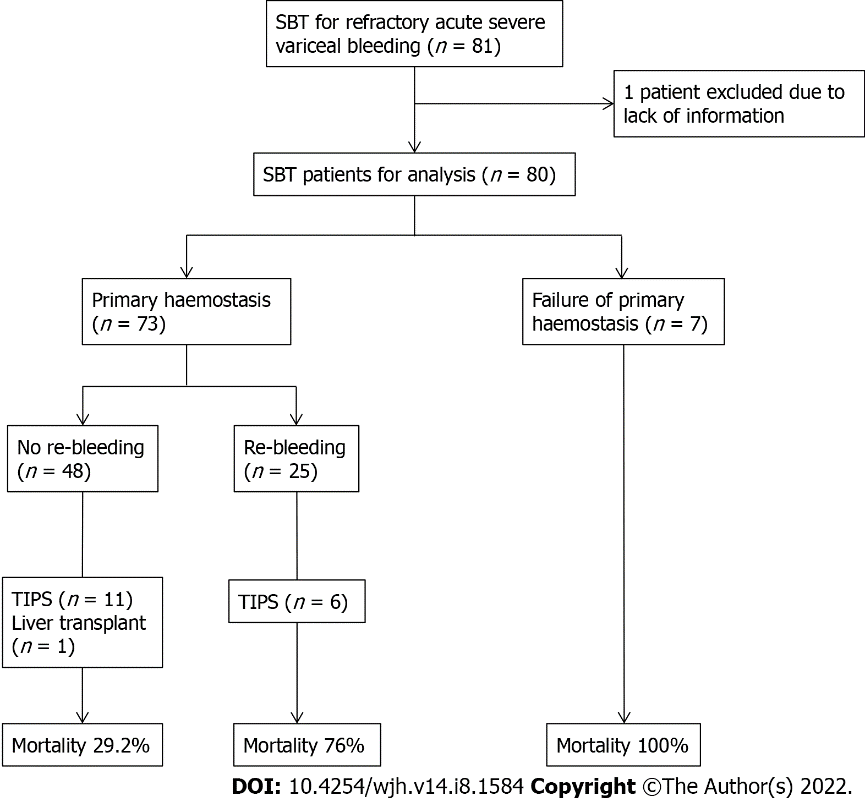 SBT for refractory acute severe
variceal bleeding (n = 81)
1 patient excluded due to
lack of information
SBT patients for analysis (n = 80)
Primary haemostasis
(n = 73)
Failure of primary
haemostasis (n = 7)
No re-bleeding
(n = 48)
Re-bleeding
(n = 25)
TIPS (n = 11)
Liver transplant
(n = 1)
TIPS (n = 6)
Mortality 29.2%
Mortality 76%
Mortality 100%
DOI: 10.4254/wjh.v14.i8.1584 Copyright ©The Author(s) 2022.